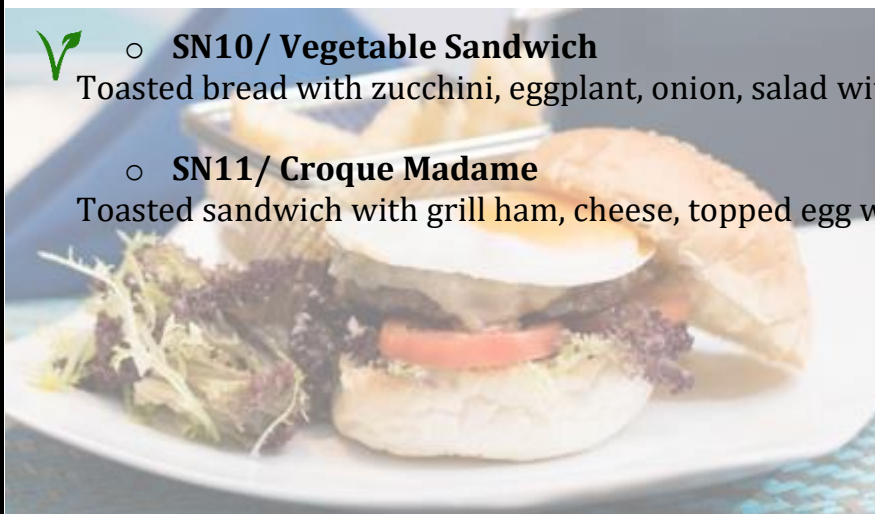 ○ SN10/ Vegetable Sandwich
Toasted bread with zucchini, eggplant, onion, salad
○ SN11/ Croque Madame
Toasted sandwich with grill ham, cheese, topped egg